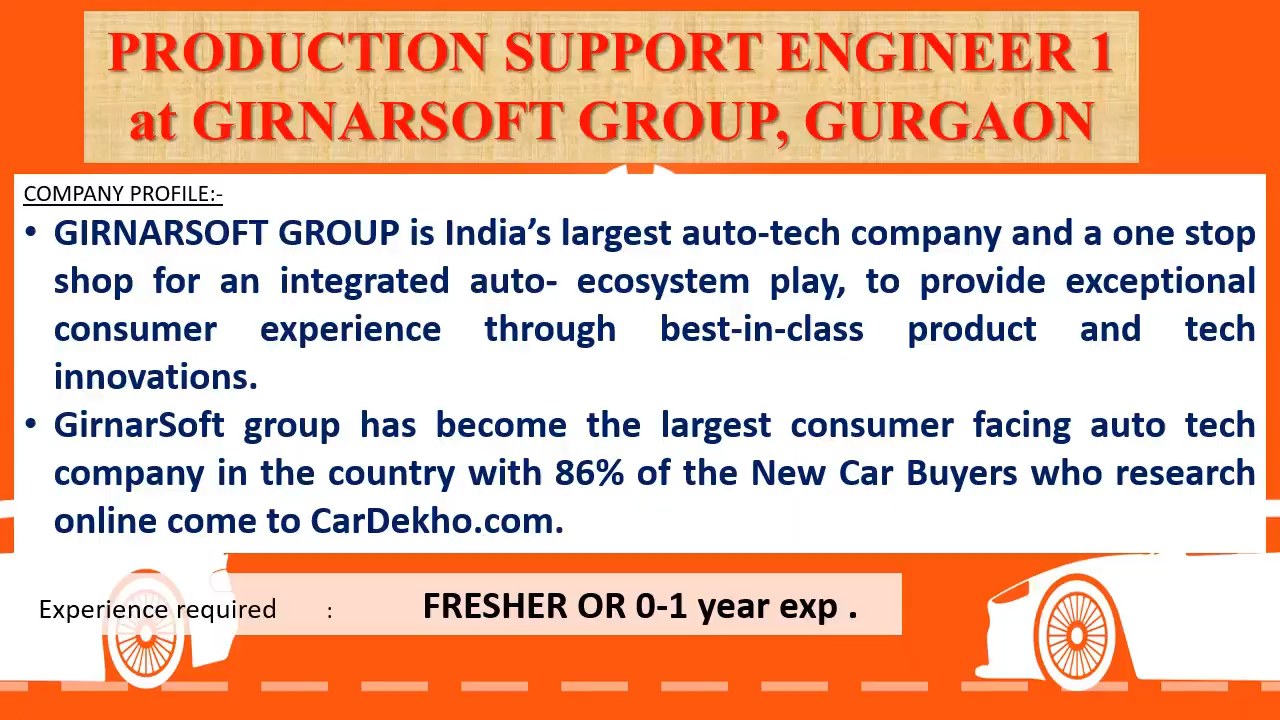 PRODUCTION SUPPORT ENGINEER 1
at GIRNARSOFT GROUP, GURGAON
COMPANY PROFILE:-
• GIRNARSOFT GROUP is India’s largest auto-tech company and a one stop
shop for an integrated auto- ecosystem play, to provide exceptional
consumer experience through best-in-class product and tech
innovations.
• GirnarSoft group has become the largest consumer facing auto tech
company in the country with 86% of the New Car Buyers who research
online come to CarDekho.com.
Experience required : FRESHER OR 0-1 year exp .